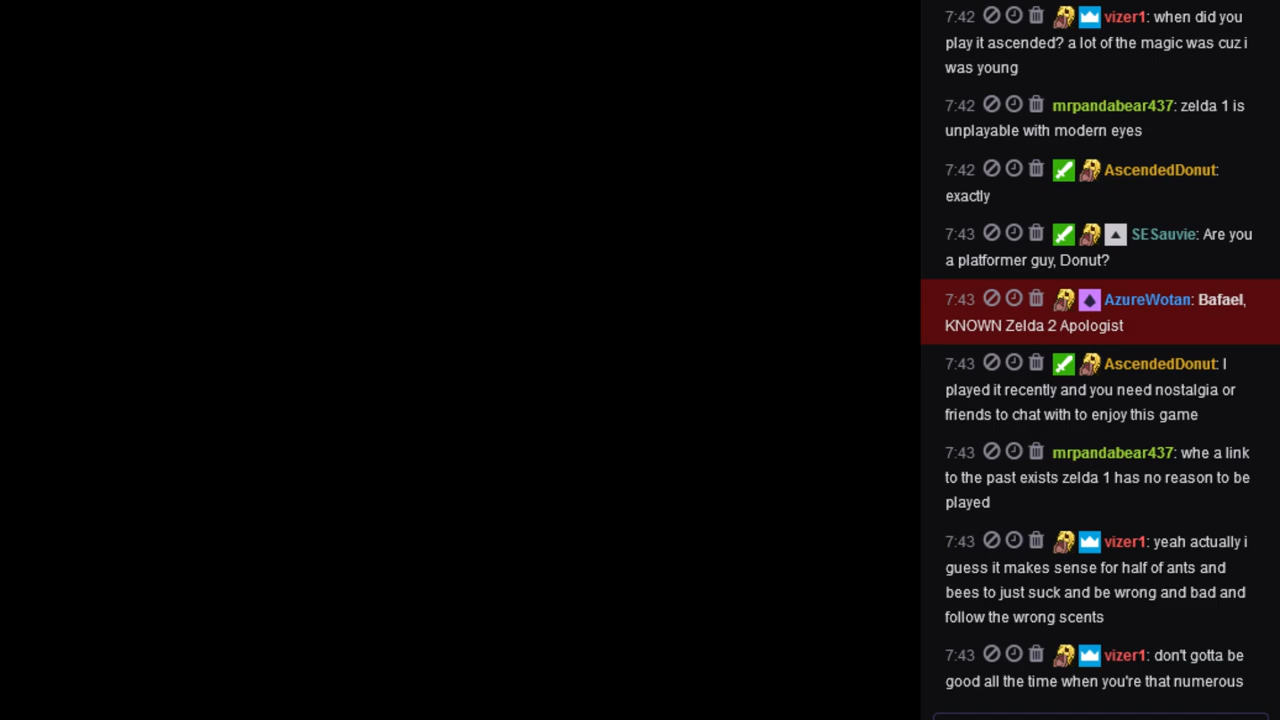 7:42 vizer1: when did you
play it ascended? a lot of the magic was cuz i
was young
7:42 mrpandabear437: zelda 1 is
unplayable with modern eyes
7:42 AscendedDonut:
exactly
7:43 SESauvie: Are you
a platformer guy, Donut?
7:43 AzureWotan: Bafael,
KNOWN Zelda 2 Apologist
7:43 AscendedDonut: I
played it recently and you need nostalgia or
friends to chat with to enjoy this game
7:43 mrpandabear437: whe a link
to the past exists zelda 1 has no reason to be
played
7:43 vizer1: yeah actually i
guess it makes sense for half of ants and
bees to just suck and be wrong and bad and
follow the wrong scents
7:43 vizer1: don't gotta be
good all the time when you're that numerous